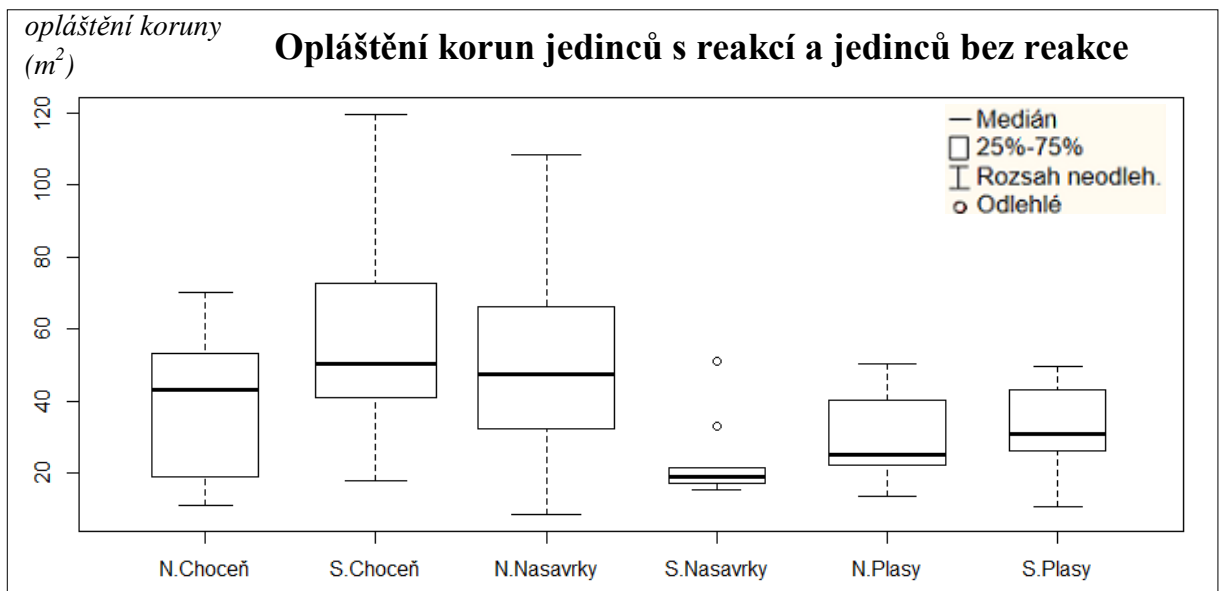 opláštění koruny
(m²)
Opláštění korun jedinců s reakcí a jedinců bez reakce
Medián
25%-75%
Rozsah neodleh.
Odlehlé
120
100
80
60
40
20
N.Choceň S.Choceň N.Nasavrky S.Nasavrky N.Plasy S.Plasy